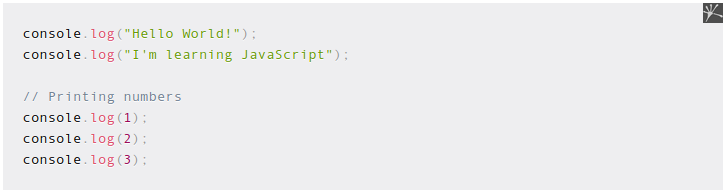 console.log("Hello World!");
console.log("I'm learning JavaScript");
// Printing numbers
console.log(1);
console.log(2);
console.log(3);